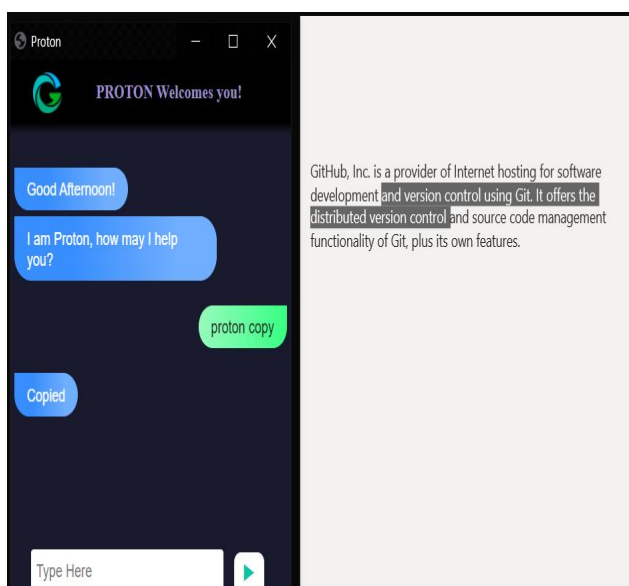 Proton
PROTON Welcomes you!
Good Afternoon!
I am Proton, how may I help
you?
proton copy
Copied
Type Here
GitHub, Inc. is a provider of Internet hosting for software
development and version control using Git. It offers the
distributed version control and source code management
functionality of Git, plus its own features.